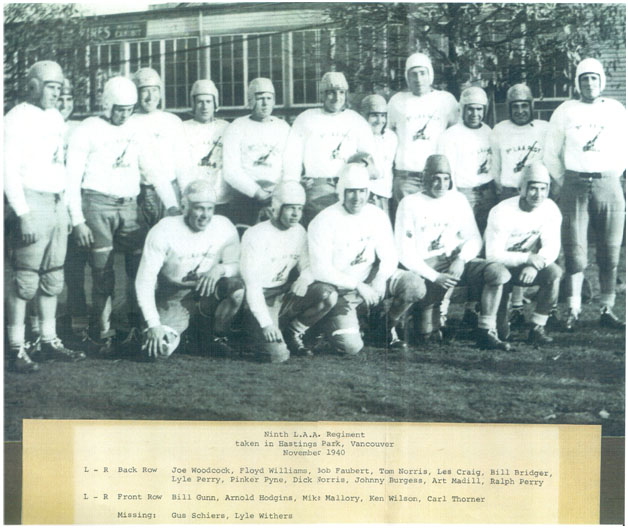 Ninth L.A.A. Regiment
taken in Hastings Park, Vancouver
November 1940
L - R Back Row Joe Woodcock, Floyd Williams, Bob Faubert, Tom Norris, Les Craig, Bill Bridger,
Lyle Perry, Pinker Pyne, Dick Norris, Johnny Burgess, Art Madill, Ralph Perry
L - R Front Row Bill Gunn, Arnold Hodgins, Mike Mallory, Ken Wilson, Carl Thorner
Missing: Gus Schiers, Lyle Withers